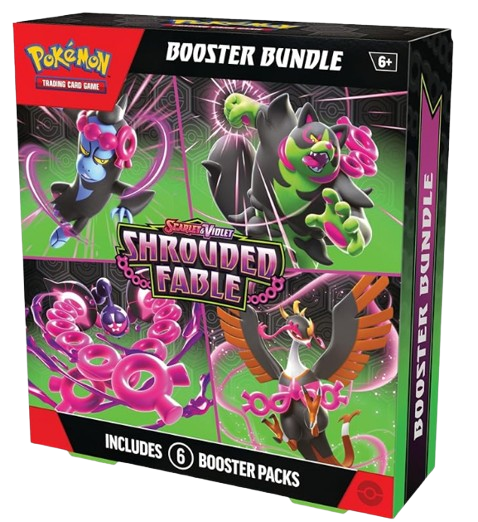 Pokémon
TRADING CARD GAME
BOOSTER BUNDLE
6+
SCARLET & VIOLET
SHROUDED
FABLE
INCLUDES 6 BOOSTER PACKS
BOOSTER BUNDLE